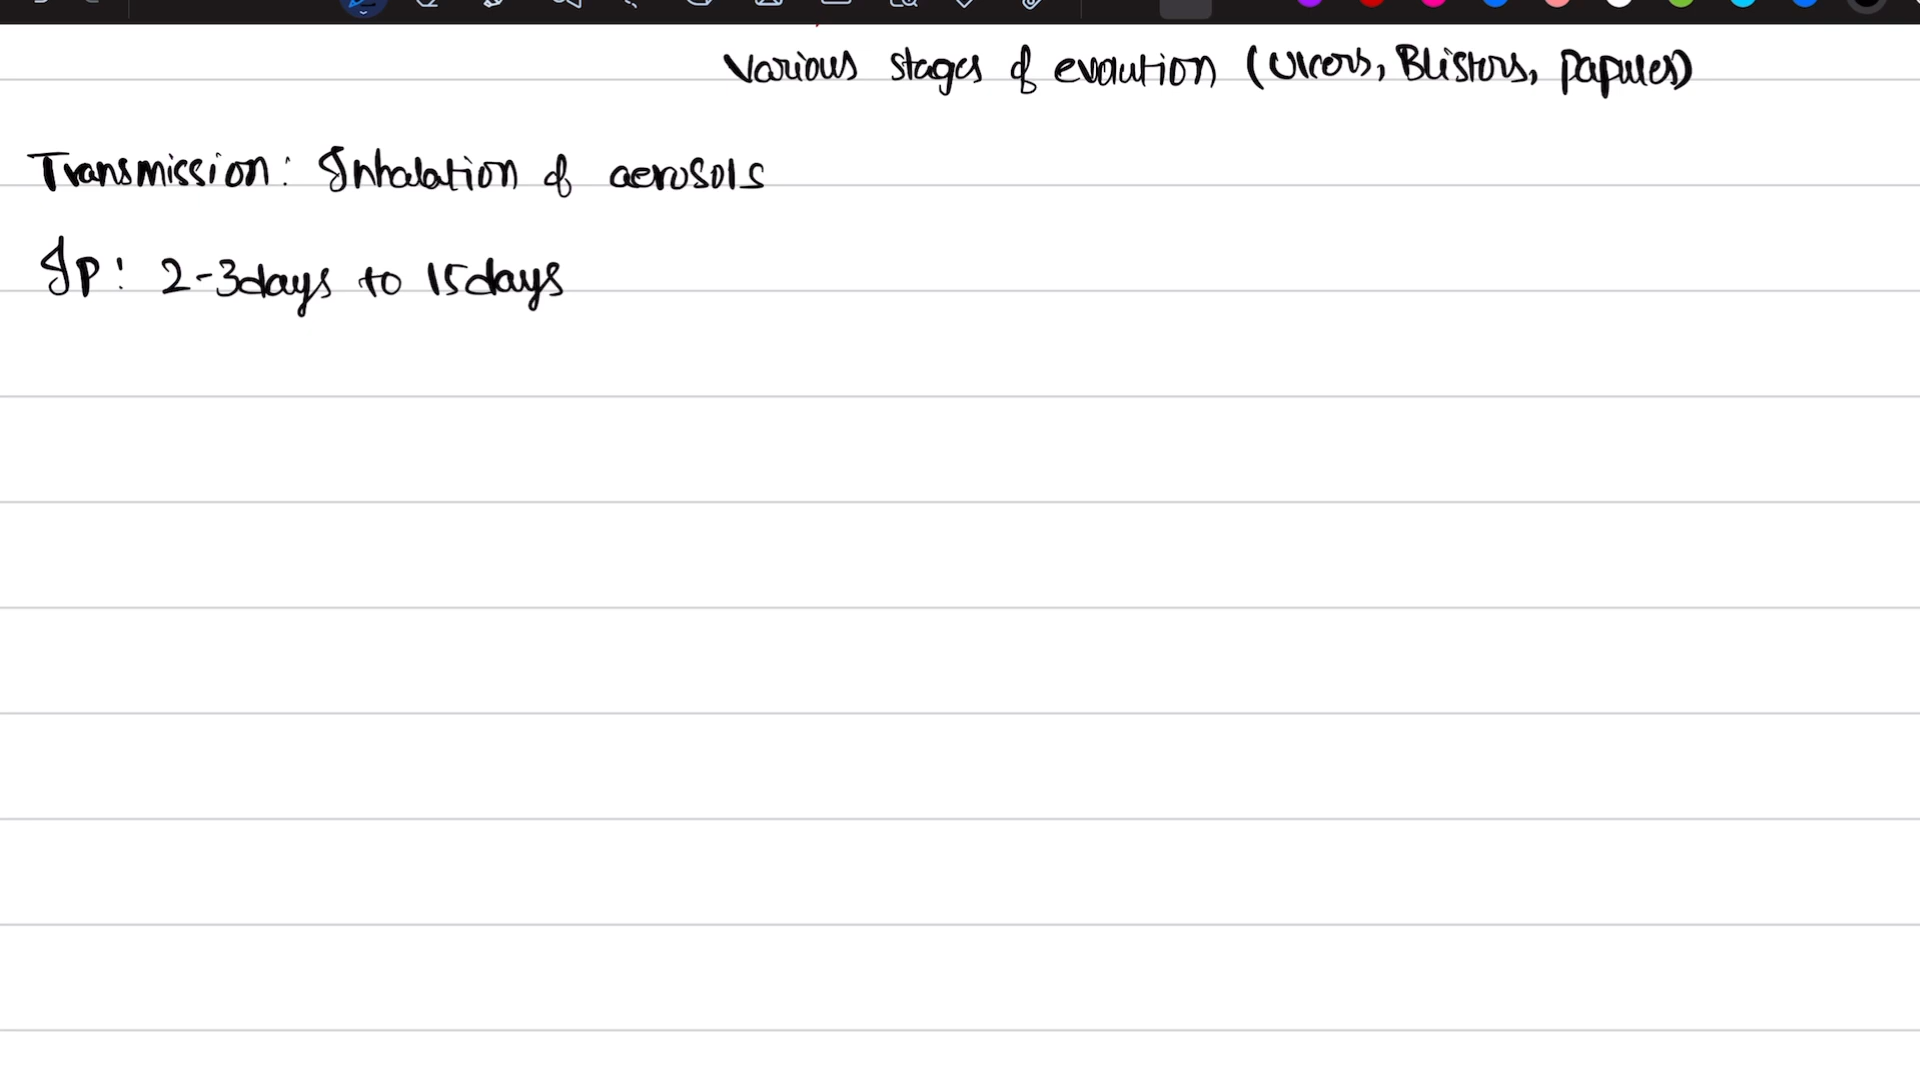 Various stages of evolution (Ulcers, Blisters, papules)
Transmission: Inhalation of aerosols
IP: 2-3days to 15days